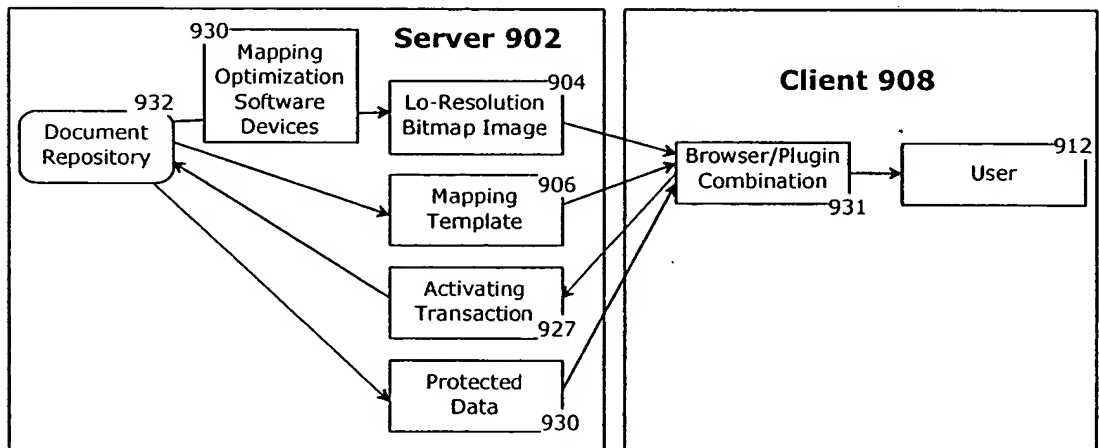 Server 902
930
Mapping
Optimization
Software
Devices
932
Document
Repository
904
Lo-Resolution
Bitmap Image
906
Mapping
Template
Activating
Transaction
927
Protected
Data
930
Client 908
Browser/Plugin
Combination
931
912
User